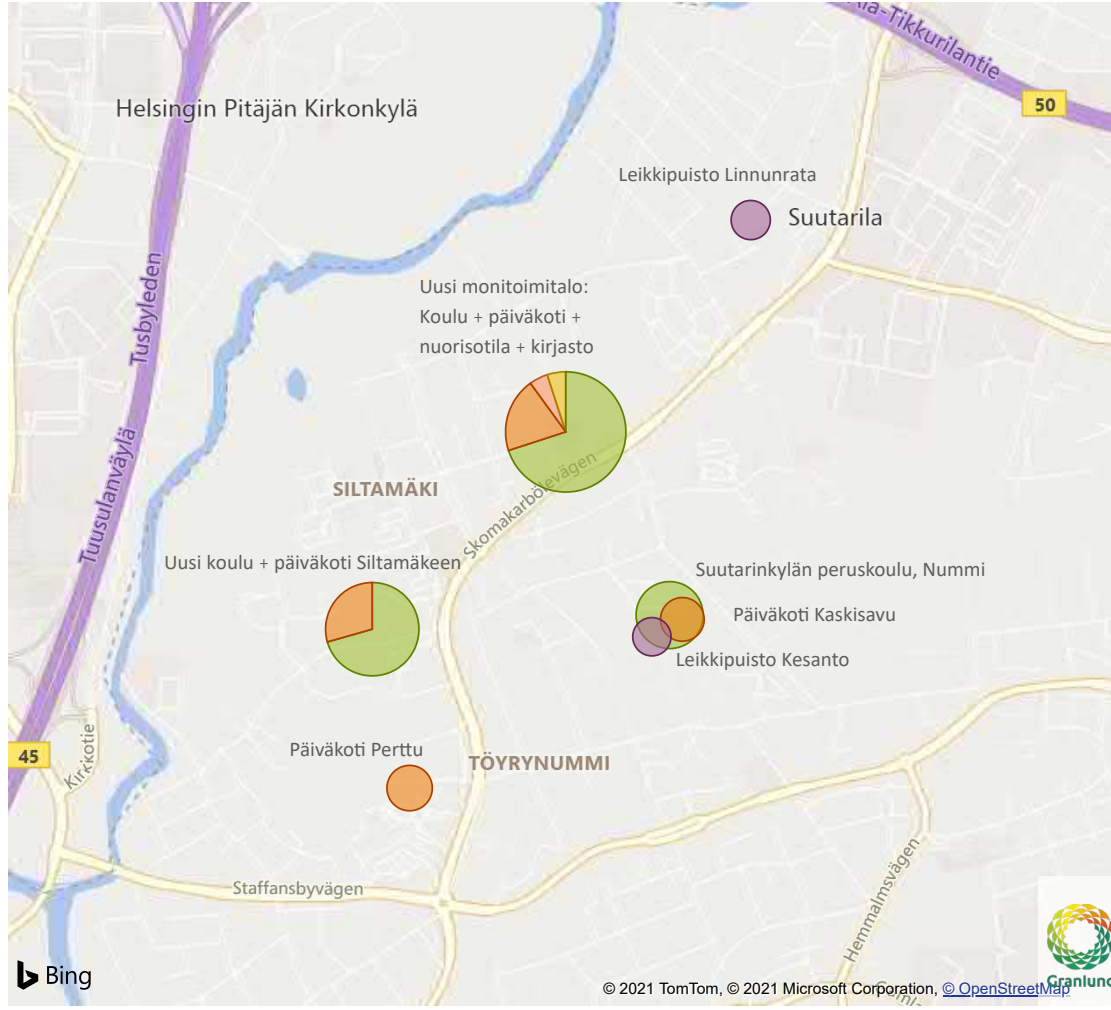 Ala-Tikkurilantie
Helsingin Pitäjän Kirkonkylä
50
Leikkipuisto Linnunrata
Suutarila
Tusbyleden
Uusi monitoimitalo:
Koulu + päiväkoti +
nuorisotila + kirjasto
Tuusulanväylä
SILTAMÄKI
Skomakarbölevägen
Uusi koulu + päiväkoti Siltamäkeen
Suutarinkylän peruskoulu, Nummi
Päiväkoti Kaskisavu
Leikkipuisto Kesanto
Päiväkoti Perttu
TÖYRYNUMMI
45
Kirkkotie
Staffansbyvägen
Hemmalmsvägen
Bing
© 2021 TomTom, © 2021 Microsoft Corporation, © OpenStreetMap
Granlund